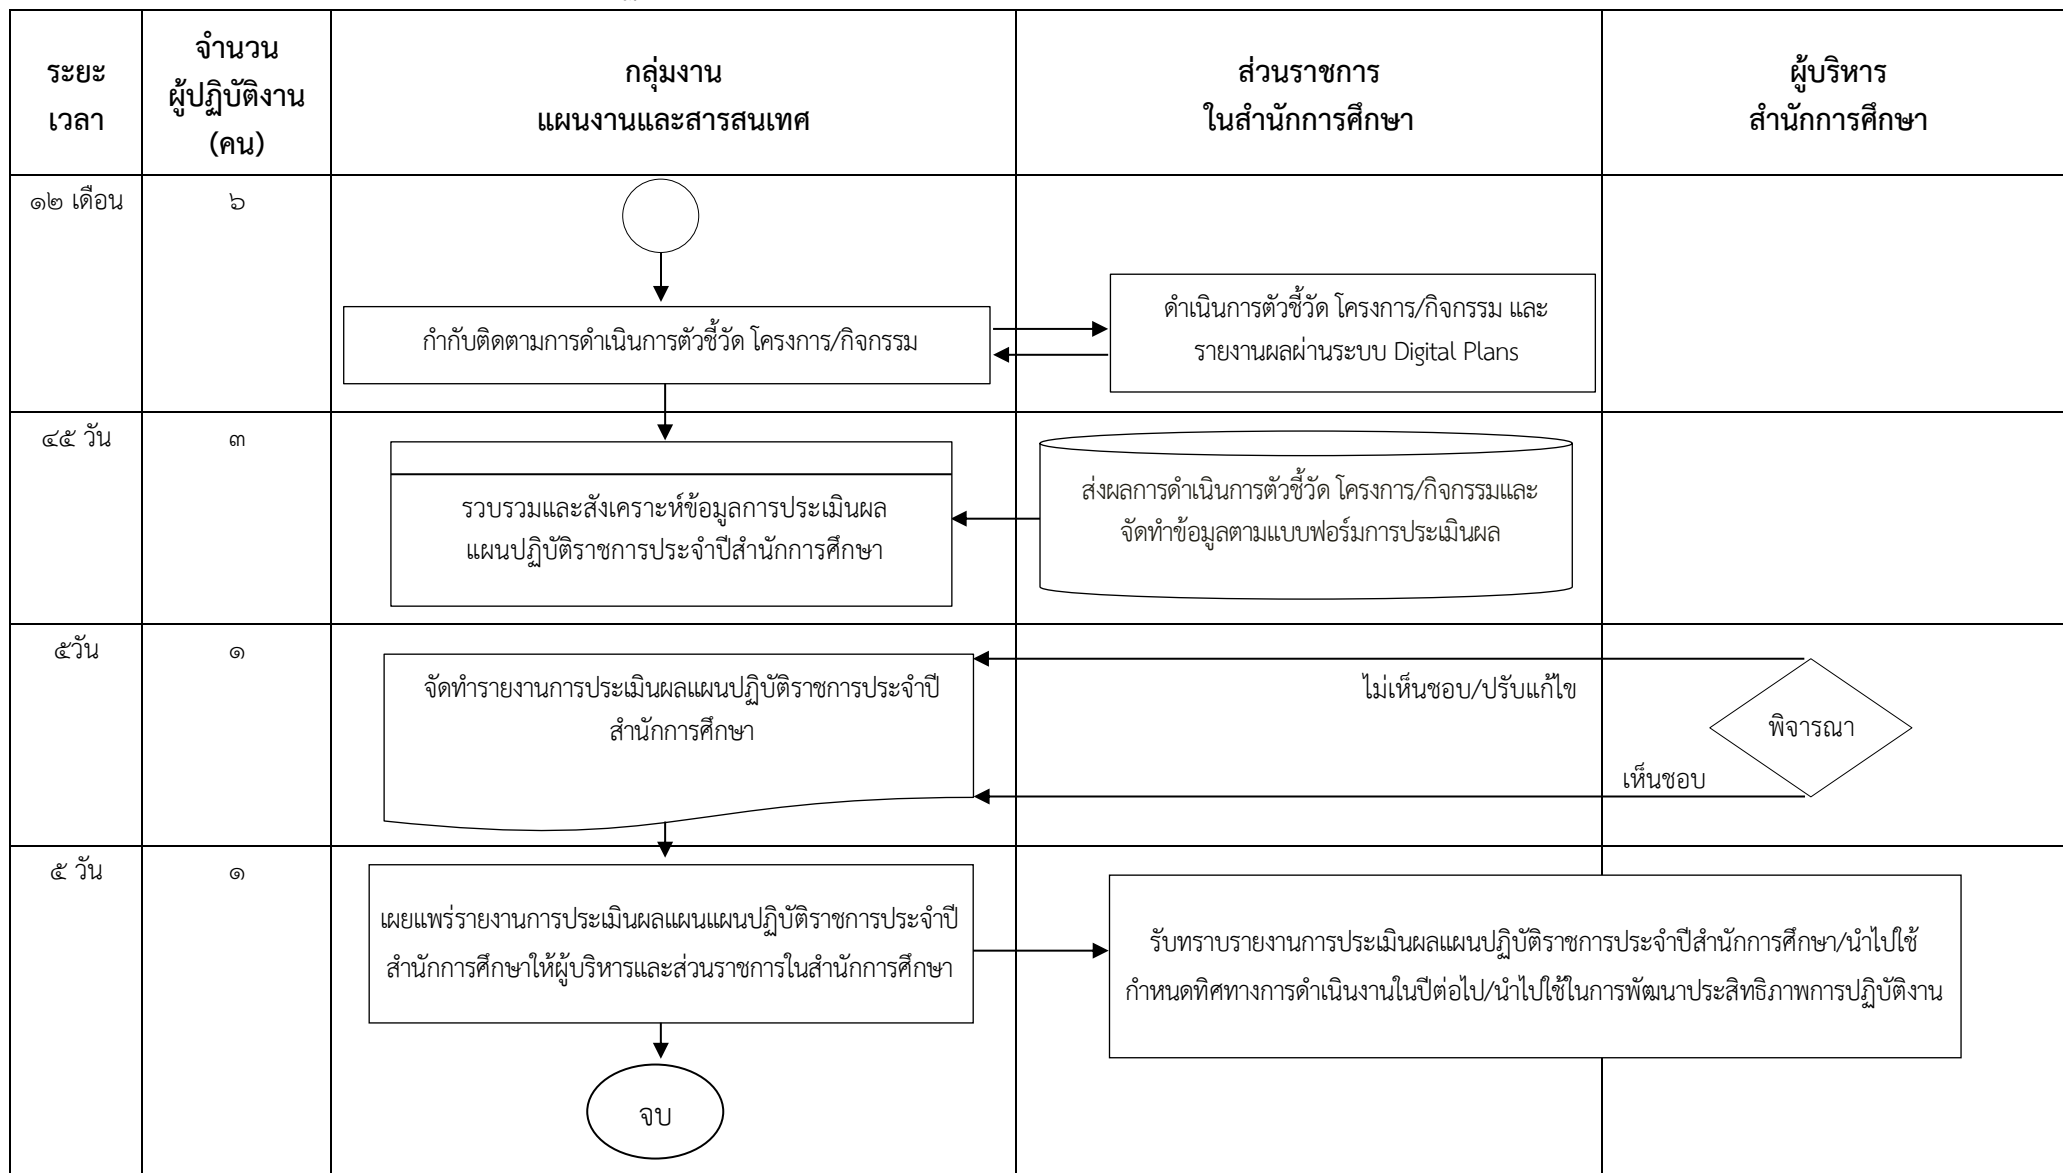 ระยะ
เวลา
จำนวน
ผู้ปฏิบัติงาน
(คน)
กลุ่มงาน
แผนงานและสารสนเทศ
ส่วนราชการ
ในสำนักการศึกษา
ผู้บริหาร
สำนักการศึกษา
๑๒ เดือน
๖
กำกับติดตามการดำเนินการตัวชี้วัด โครงการ/กิจกรรม
ดำเนินการตัวชี้วัด โครงการ/กิจกรรม และ
รายงานผลผ่านระบบ Digital Plans
๔๕ วัน
๓
รวบรวมและสังเคราะห์ข้อมูลการประเมินผล
แผนปฏิบัติราชการประจำปีสำนักการศึกษา
ส่งผลการดำเนินการตัวชี้วัด โครงการ/กิจกรรมและ
จัดทำข้อมูลตามแบบฟอร์มการประเมินผล
๕วัน
๑
จัดทำรายงานการประเมินผลแผนปฏิบัติราชการประจำปี
สำนักการศึกษา
ไม่เห็นชอบ/ปรับแก้ไข
พิจารณา
เห็นชอบ
๕ วัน
๑
เผยแพร่รายงานการประเมินผลแผนแผนปฏิบัติราชการประจำปี
สำนักการศึกษาให้ผู้บริหารและส่วนราชการในสำนักการศึกษา
รับทราบรายงานการประเมินผลแผนปฏิบัติราชการประจำปีสำนักการศึกษา/นำไปใช้
กำหนดทิศทางการดำเนินงานในปีต่อไป/นำไปใช้ในการพัฒนาประสิทธิภาพการปฏิบัติงาน
จบ